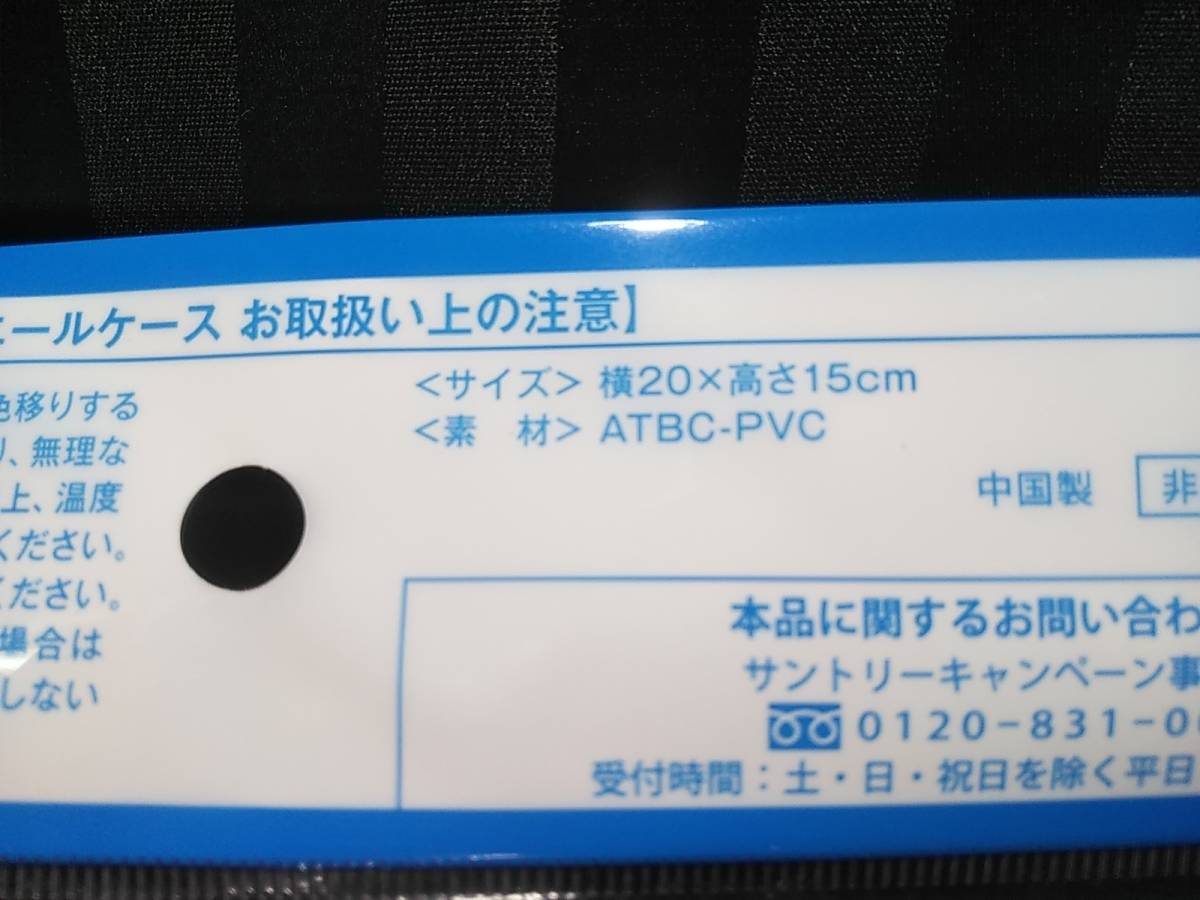 ニールケース お取扱い上の注意】
色移りする
り、無理な
上、温度
ください。
ください。
場合は
しない
<サイズ> 横20×高さ15cm
<素　材> ATBC-PVC
中国製 非
本品に関するお問い合わ
サントリーキャンペーン事
0120-831-0
受付時間：土・日・祝日を除く平日